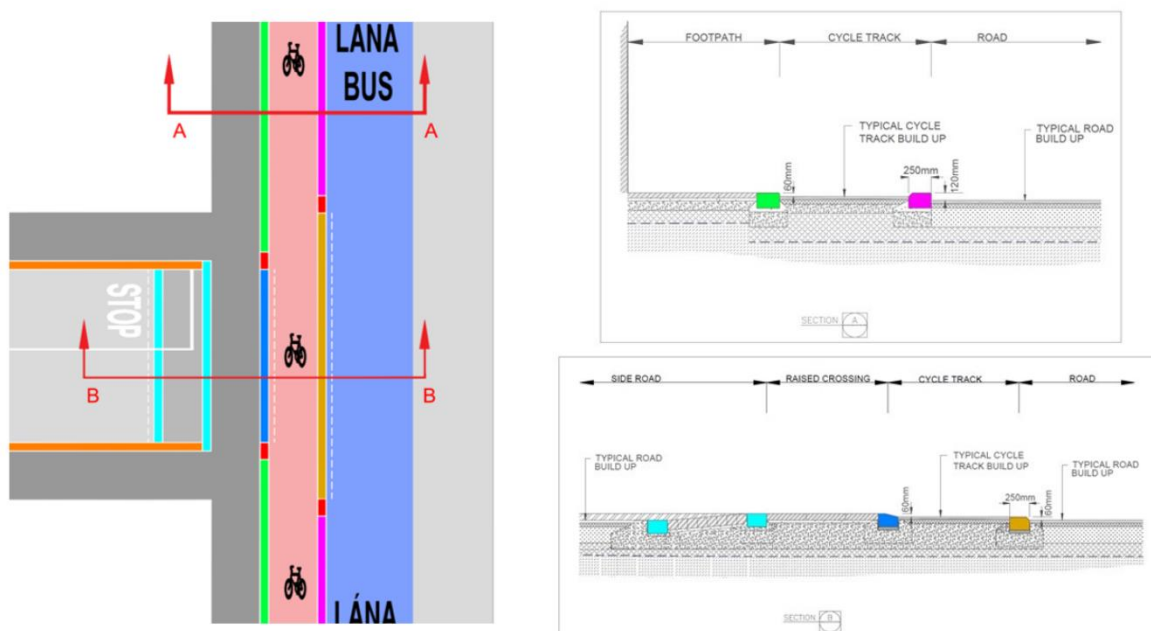 LANA
BUS
A
A
STOP
B
B
LÁNA
FOOTPATH
CYCLE TRACK
ROAD
TYPICAL CYCLE
TRACK BUILD UP
TYPICAL ROAD
BUILD UP
60mm
250mm
120mm
SECTION A
SIDE ROAD
RAISED CROSSING
CYCLE TRACK
ROAD
TYPICAL ROAD
BUILD UP
TYPICAL CYCLE
TRACK BUILD UP
TYPICAL ROAD
BUILD UP
60mm
250mm
60mm
SECTION B